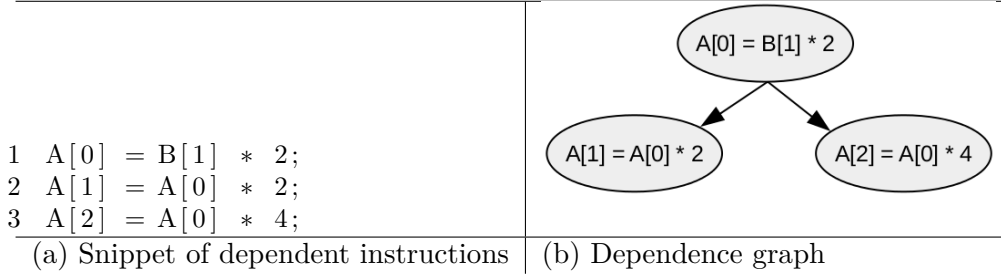 1 A[0] = B[1] * 2;
2 A[1] = A[0] * 2;
3 A[2] = A[0] * 4;
(a) Snippet of dependent instructions
A[0] = B[1] * 2
A[1] = A[0] * 2
A[2] = A[0] * 4
(b) Dependence graph